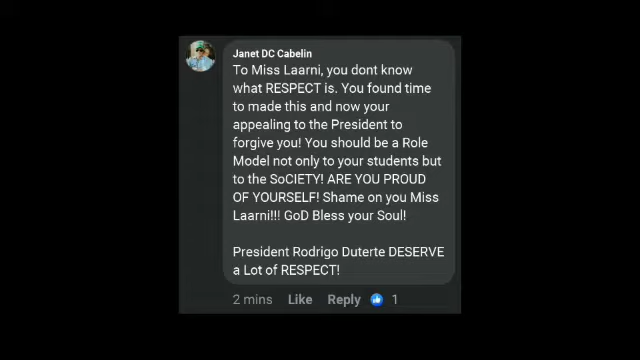 Janet DC Cabelin
To Miss Laarni, you dont know
what RESPECT is. You found time
to made this and now your
appealing to the President to
forgive you! You should be a Role
Model not only to your students but
to the SoCIETY! ARE YOU PROUD
OF YOURSELF! Shame on you Miss
Laarni!!! GoD Bless your Soul!
President Rodrigo Duterte DESERVE
a Lot of RESPECT!
2 mins Like Reply 1